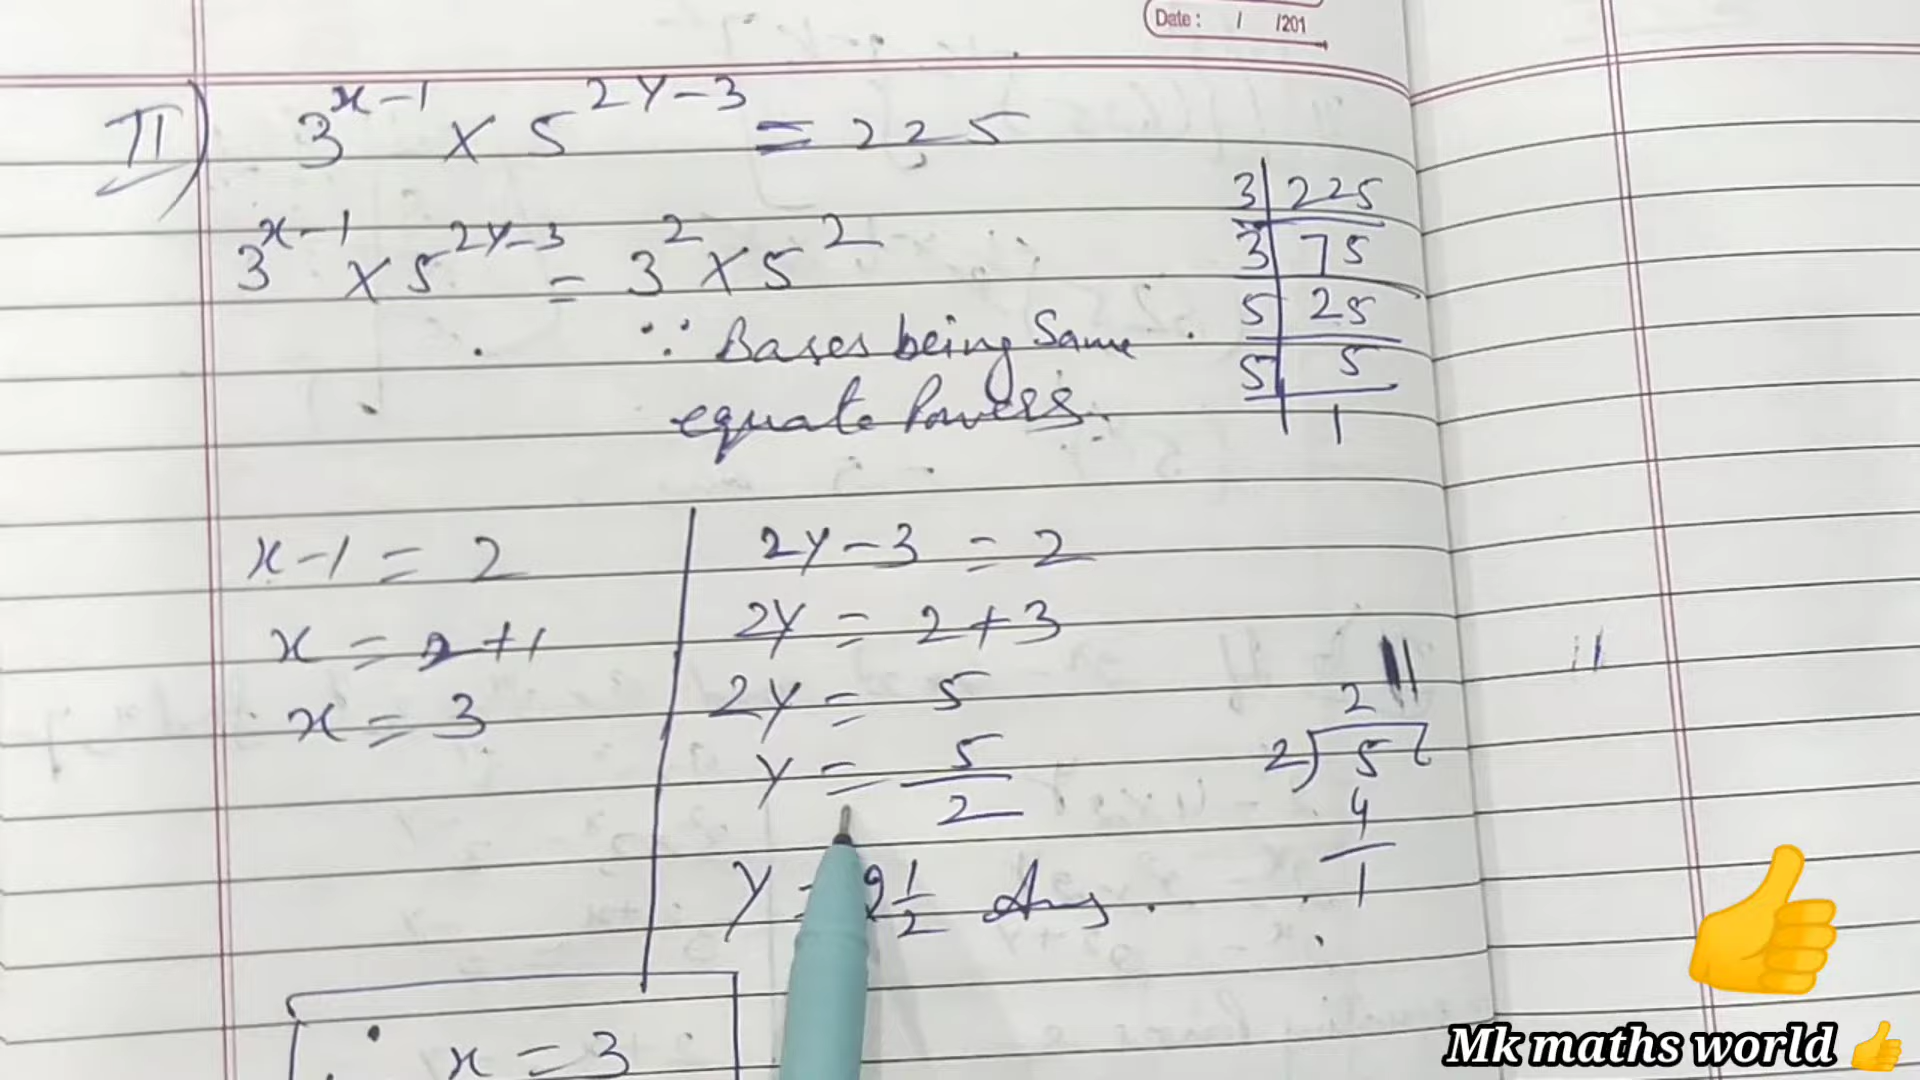 Date : / /201
II) 3^(x-1) × 5^(2y-3) = 225
3^(x-1) × 5^(2y-3) = 3^2 × 5^2
∵ Bases being Same
equate Powers.
3 | 225
3 | 75
5 | 25
5 | 5
| 1
x - 1 = 2
x = 2 + 1
x = 3
2y - 3 = 2
2y = 2 + 3
2y = 5
y = 5/2
y = 2 1/2 Ans.
2
2) 5
4
1
x = 3
Mk maths world 👍